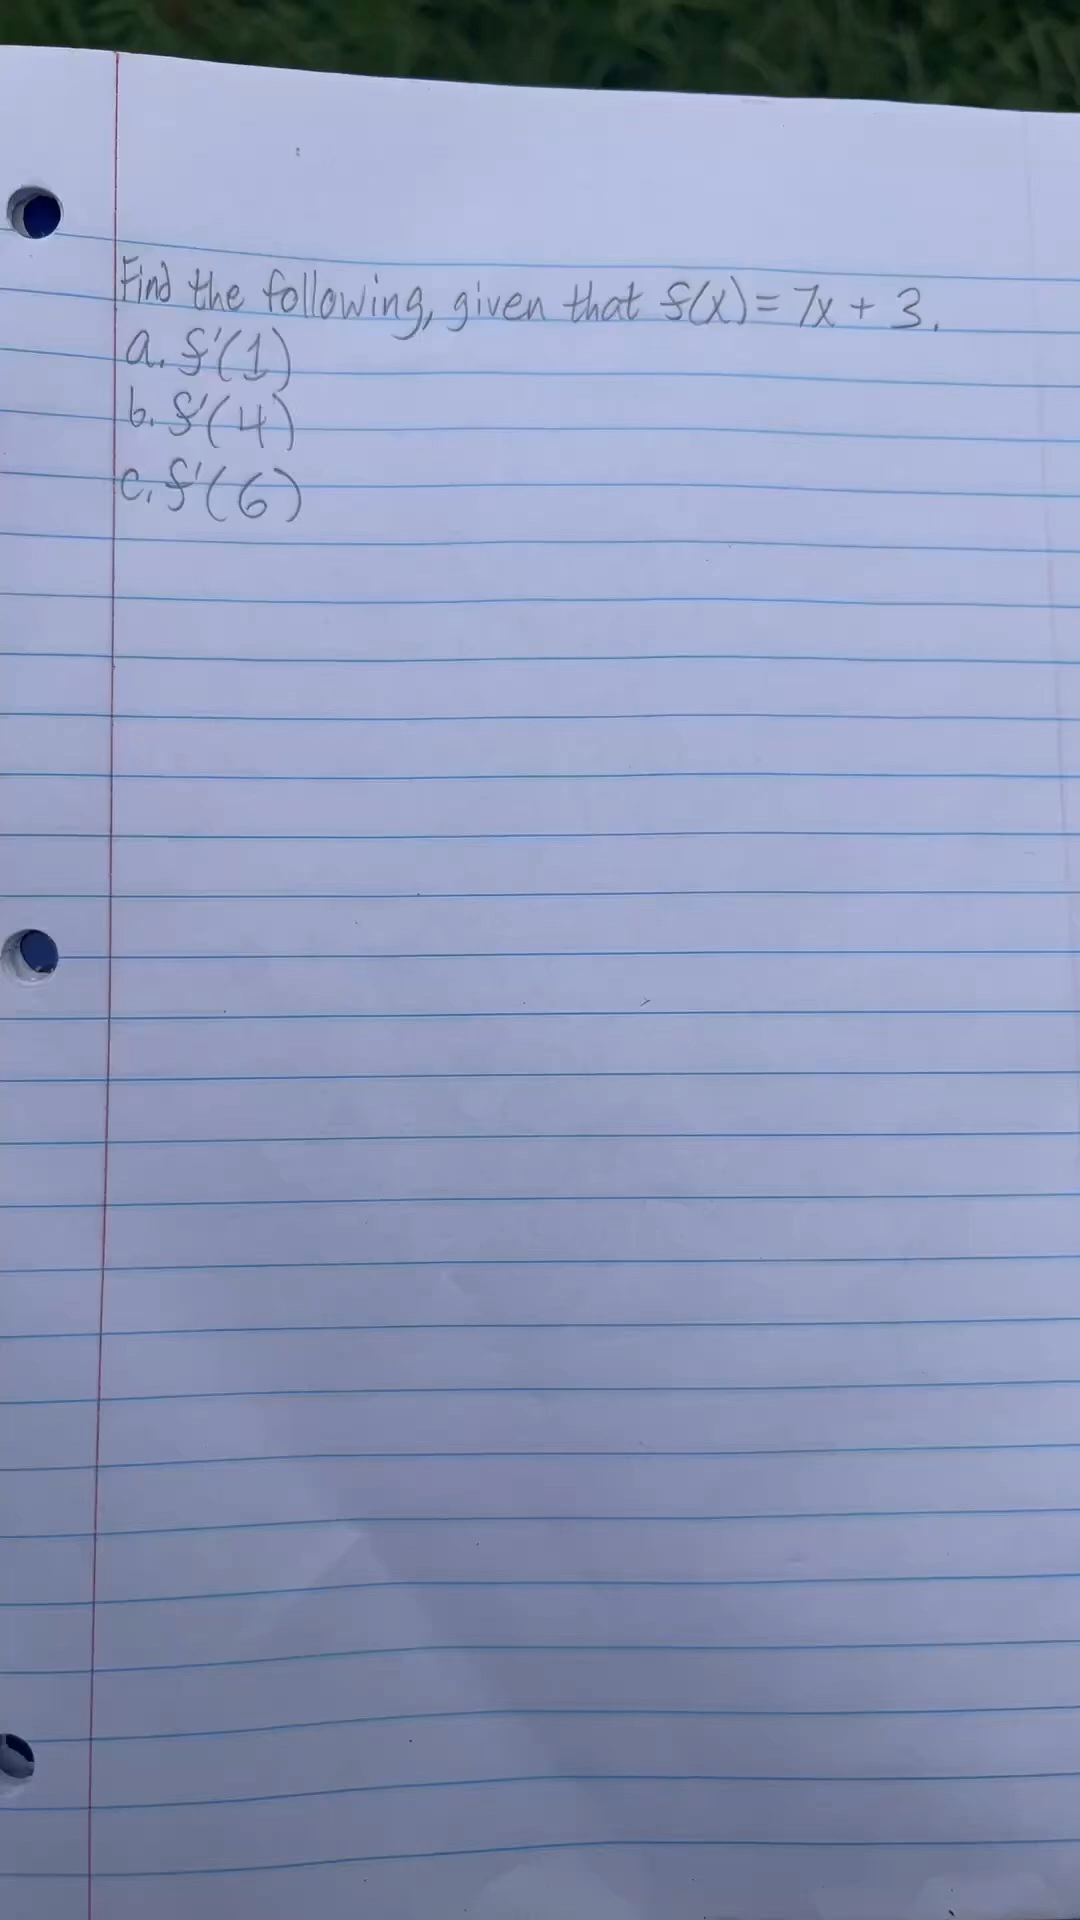 Find the following, given that f(x) = 7x + 3.
a. f'(1)
b. f'(4)
c. f'(6)